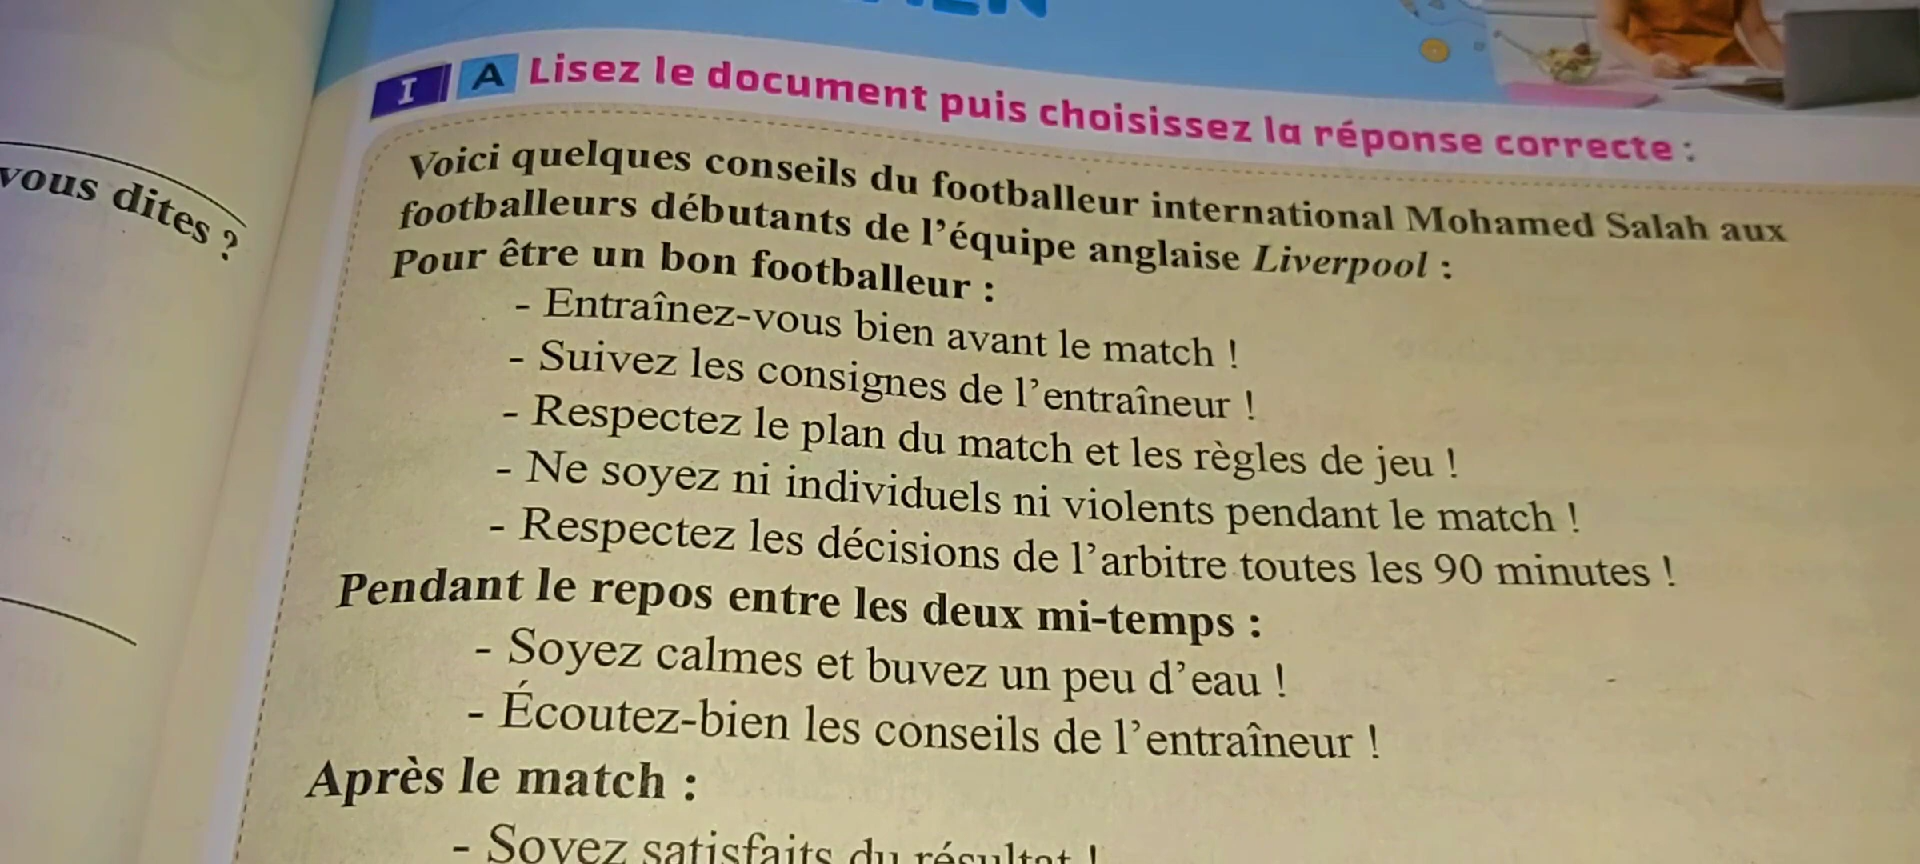 I A Lisez le document puis choisissez la réponse correcte :
Voici quelques conseils du footballeur international Mohamed Salah aux
footballeurs débutants de l'équipe anglaise Liverpool :
Pour être un bon footballeur :
- Entraînez-vous bien avant le match !
- Suivez les consignes de l'entraîneur !
- Respectez le plan du match et les règles de jeu !
- Ne soyez ni individuels ni violents pendant le match !
- Respectez les décisions de l'arbitre toutes les 90 minutes !
Pendant le repos entre les deux mi-temps :
- Soyez calmes et buvez un peu d'eau !
- Écoutez-bien les conseils de l'entraîneur !
Après le match :
- Soyez satisfaits du résultat !
vous dites ?